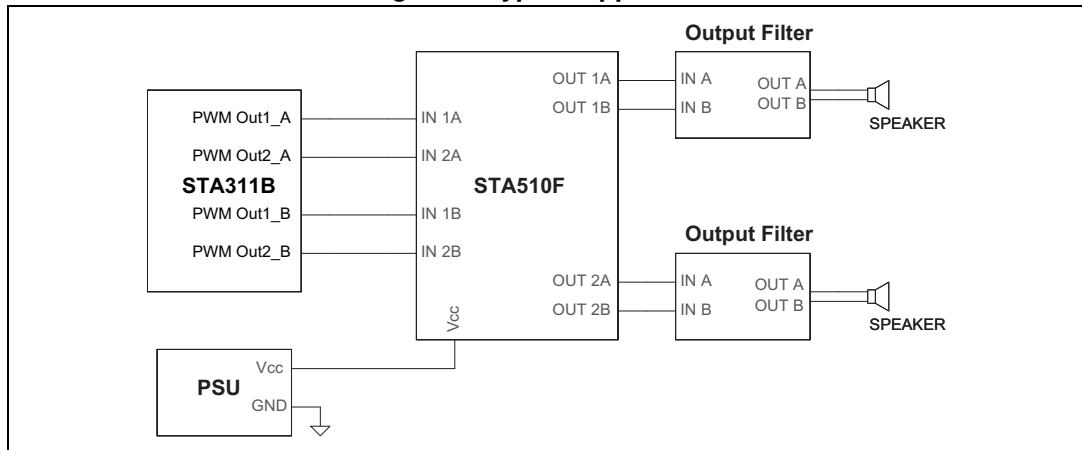 Output Filter
OUT 1A
OUT 1B
IN A
IN B
OUT A
OUT B
SPEAKER
PWM Out1_A
PWM Out2_A
STA311B
PWM Out1_B
PWM Out2_B
IN 1A
IN 2A
STA510F
IN 1B
IN 2B
Output Filter
OUT 2A
OUT 2B
IN A
IN B
OUT A
OUT B
SPEAKER
Vcc
Vcc
PSU
GND